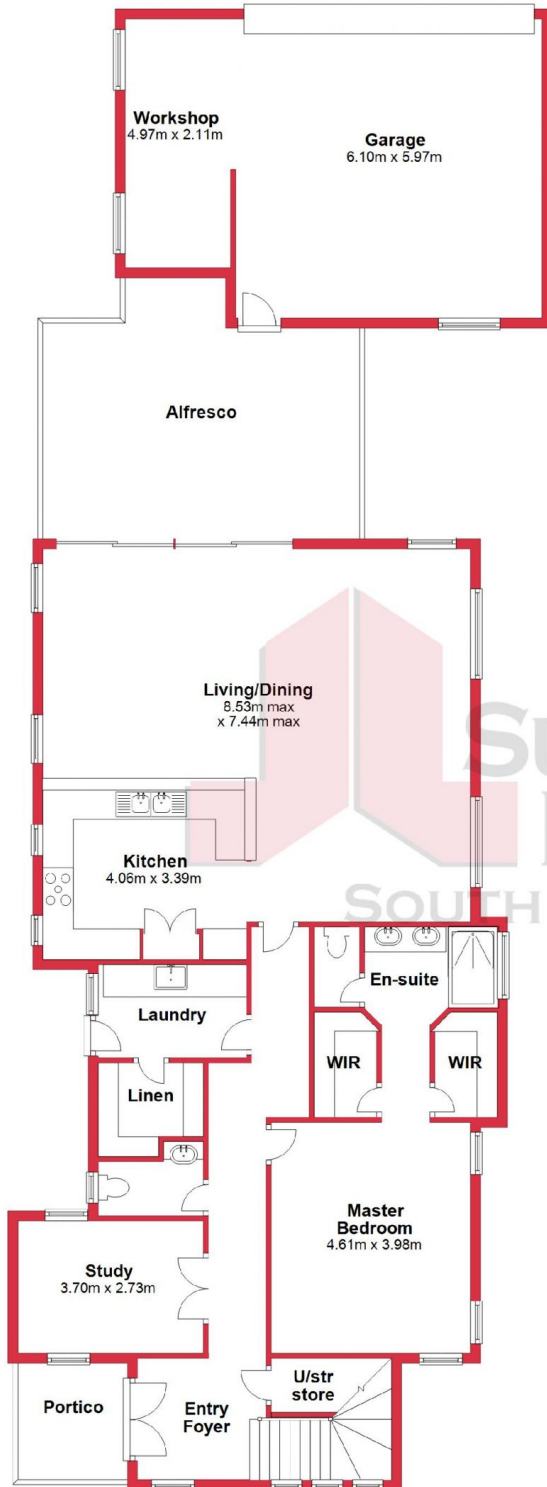 Workshop
4.97m x 2.11m
Garage
6.10m x 5.97m
Alfresco
Living/Dining
8.53m max
x 7.44m max
Kitchen
4.06m x 3.39m
SOUTH
En-suite
Laundry
WIR
WIR
Linen
Master
Bedroom
4.61m x 3.98m
Study
3.70m x 2.73m
U/str
store
Portico
Entry
Foyer